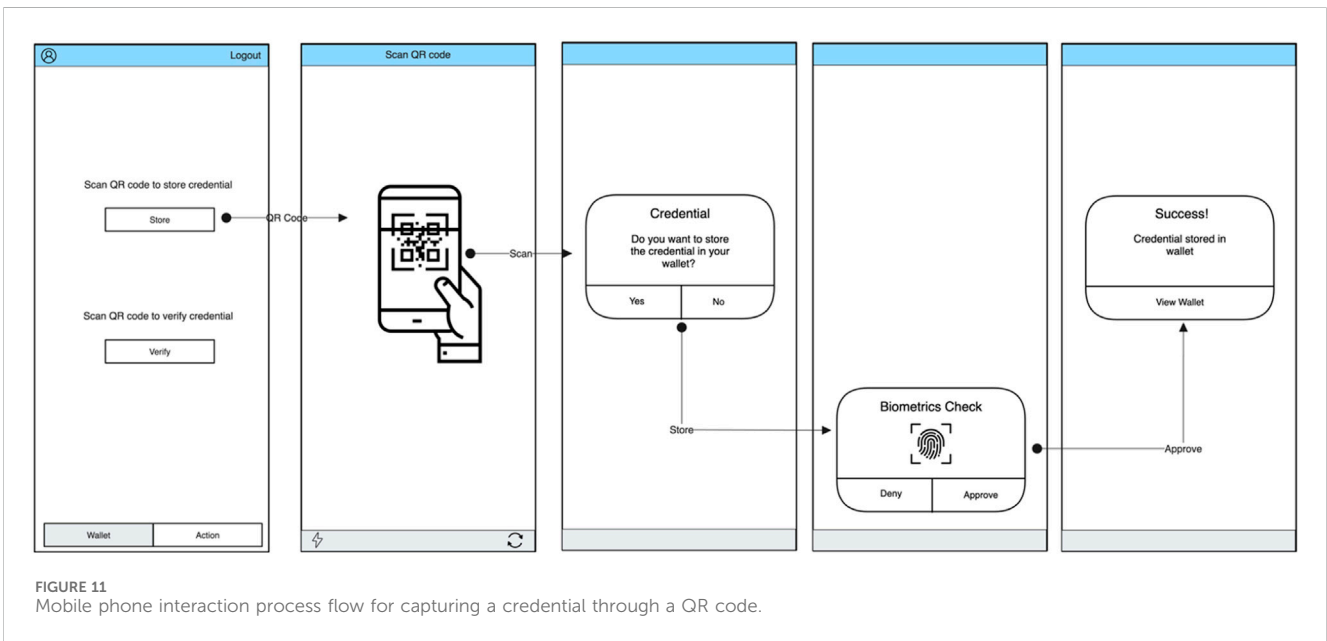 Logout
Scan QR code to store credential
Store
Scan QR code to verify credential
Verify
Wallet
Action
QR Code
Scan QR code
Scan
Credential
Do you want to store
the credential in your
wallet?
Yes
No
Store
Biometrics Check
Deny
Approve
Approve
Success!
Credential stored in
wallet
View Wallet
FIGURE 11
Mobile phone interaction process flow for capturing a credential through a QR code.